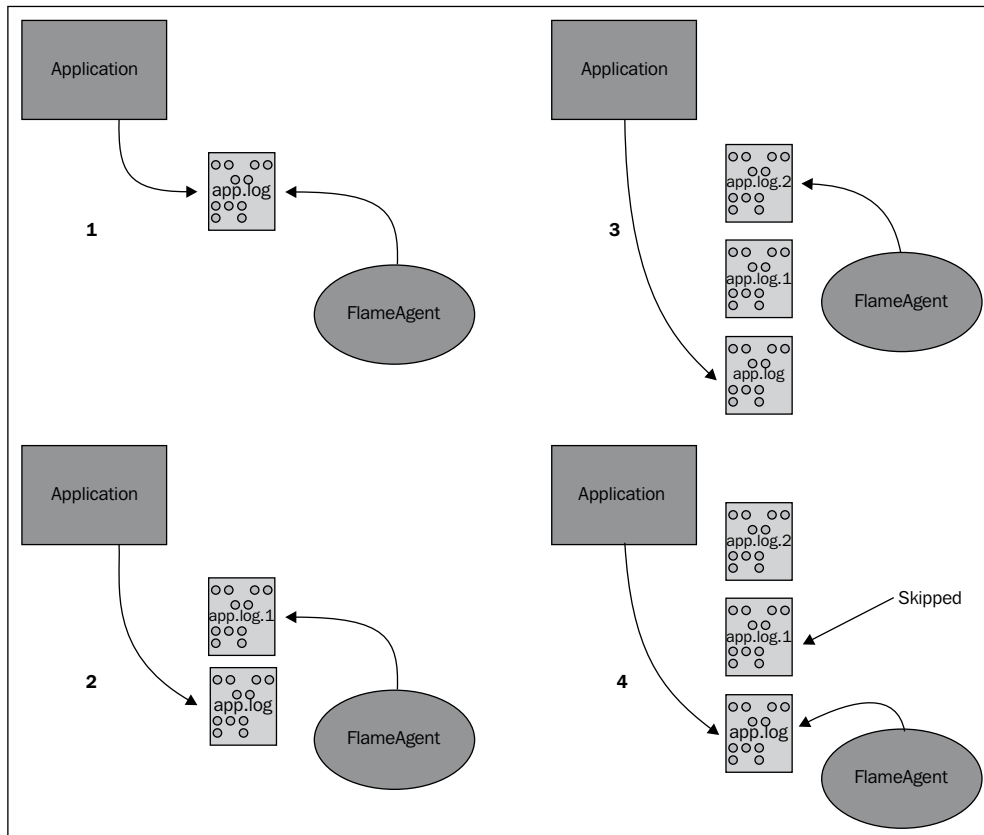 Application
app.log
1
FlameAgent
Application
app.log.1
app.log
2
FlameAgent
Application
app.log.2
3
app.log.1
FlameAgent
app.log
Application
app.log.2
Skipped
app.log.1
4
app.log
FlameAgent